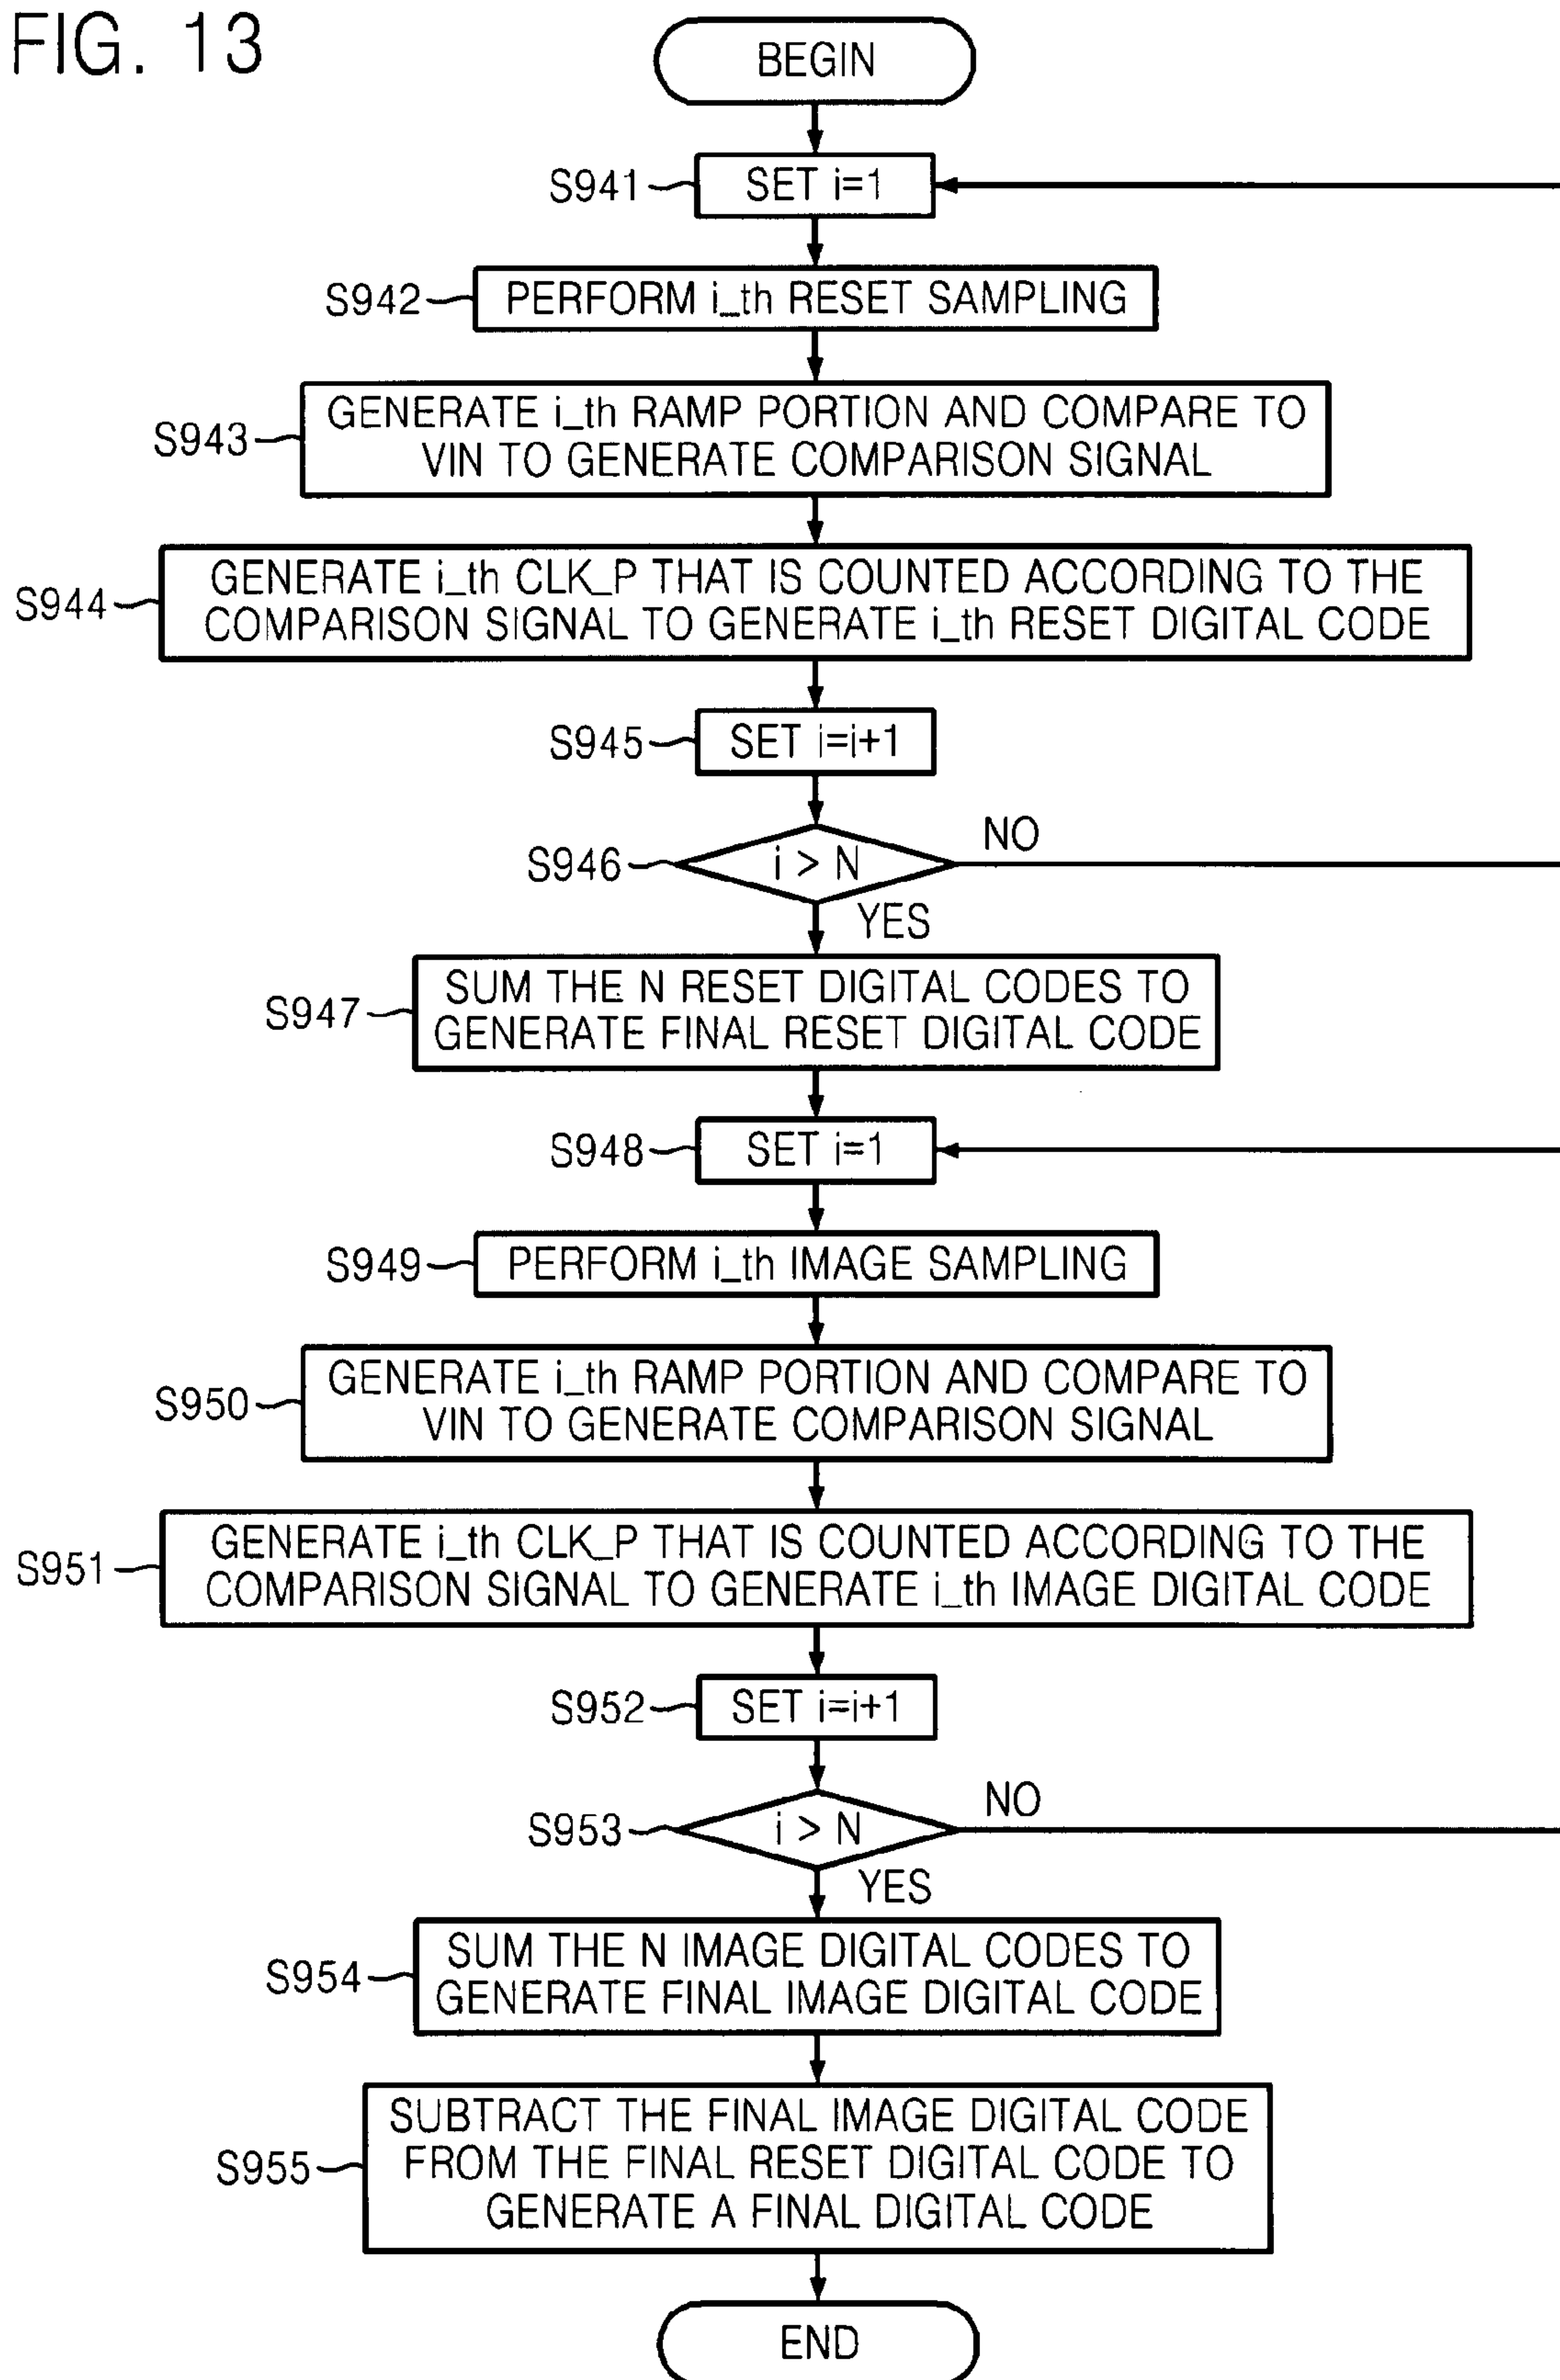 FIG. 13
BEGIN
S941
SET i=1
S942
PERFORM i_th RESET SAMPLING
S943
GENERATE i_th RAMP PORTION AND COMPARE TO
VIN TO GENERATE COMPARISON SIGNAL
S944
GENERATE i_th CLK_P THAT IS COUNTED ACCORDING TO THE
COMPARISON SIGNAL TO GENERATE i_th RESET DIGITAL CODE
S945
SET i=i+1
S946
i > N
NO
YES
S947
SUM THE N RESET DIGITAL CODES TO
GENERATE FINAL RESET DIGITAL CODE
S948
SET i=1
S949
PERFORM i_th IMAGE SAMPLING
S950
GENERATE i_th RAMP PORTION AND COMPARE TO
VIN TO GENERATE COMPARISON SIGNAL
S951
GENERATE i_th CLK_P THAT IS COUNTED ACCORDING TO THE
COMPARISON SIGNAL TO GENERATE i_th IMAGE DIGITAL CODE
S952
SET i=i+1
S953
i > N
NO
YES
S954
SUM THE N IMAGE DIGITAL CODES TO
GENERATE FINAL IMAGE DIGITAL CODE
S955
SUBTRACT THE FINAL IMAGE DIGITAL CODE
FROM THE FINAL RESET DIGITAL CODE TO
GENERATE A FINAL DIGITAL CODE
END